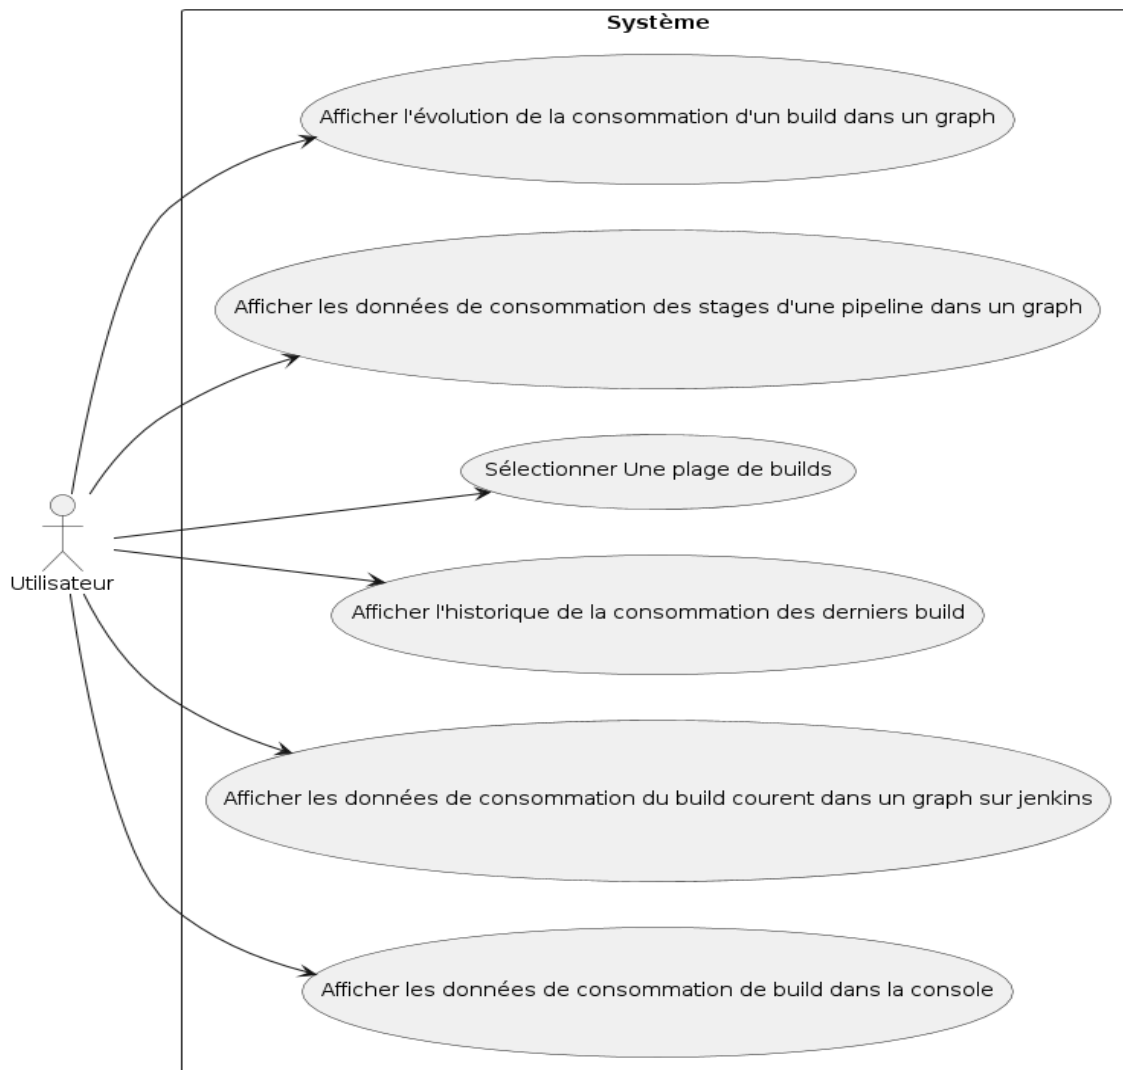 Système
Afficher l'évolution de la consommation d'un build dans un graph
Afficher les données de consommation des stages d'une pipeline dans un graph
Sélectionner Une plage de builds
Utilisateur
Afficher l'historique de la consommation des derniers build
Afficher les données de consommation du build courent dans un graph sur jenkins
Afficher les données de consommation de build dans la console